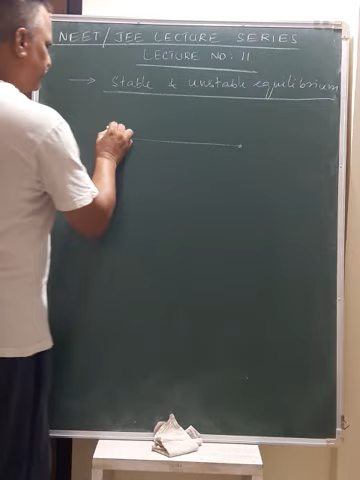 NEET/JEE LECTURE SERIES
LECTURE NO: 11
→ Stable & unstable equilibrium